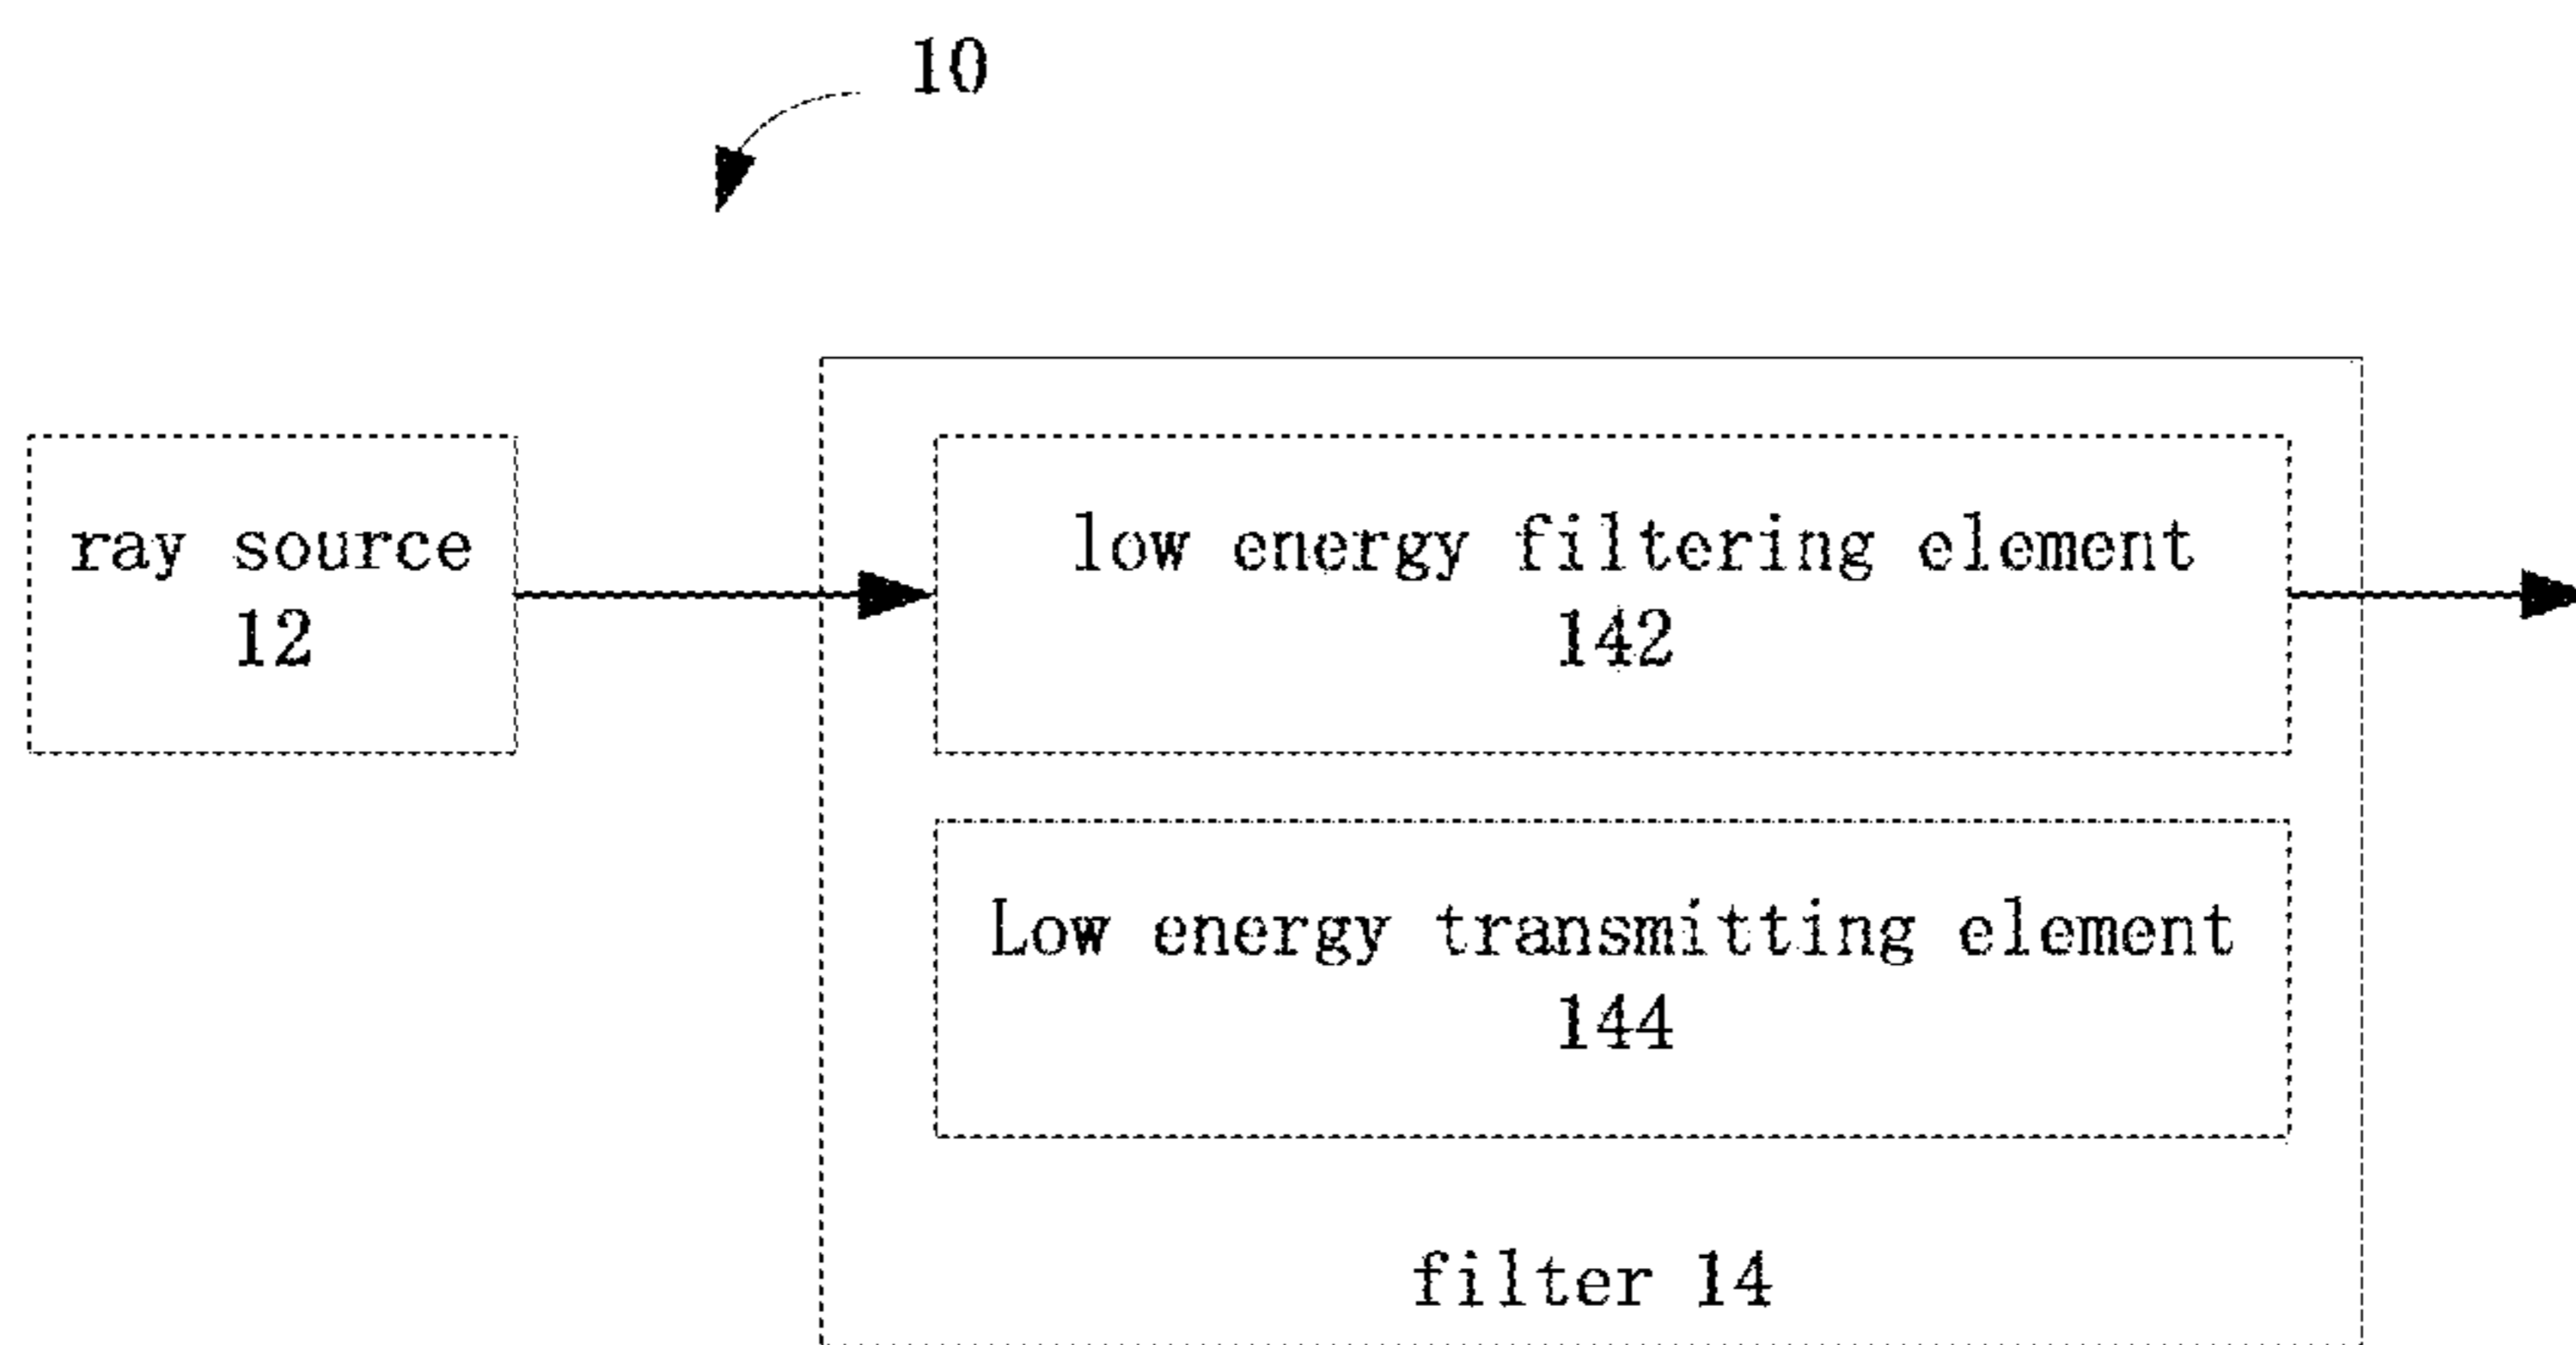 10
ray source
12
low energy filtering element
142
Low energy transmitting element
144
filter 14